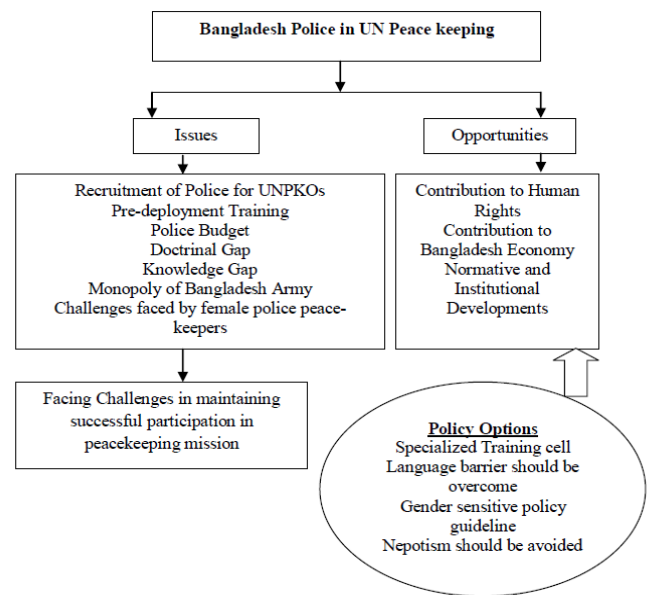 Bangladesh Police in UN Peace keeping
Issues
Opportunities
Recruitment of Police for UNPKOs
Pre-deployment Training
Police Budget
Doctrinal Gap
Knowledge Gap
Monopoly of Bangladesh Army
Challenges faced by female police peace-
keepers
Contribution to Human
Rights
Contribution to
Bangladesh Economy
Normative and
Institutional
Developments
Facing Challenges in maintaining
successful participation in
peacekeeping mission
Policy Options
Specialized Training cell
Language barrier should be
overcome
Gender sensitive policy
guideline
Nepotism should be avoided